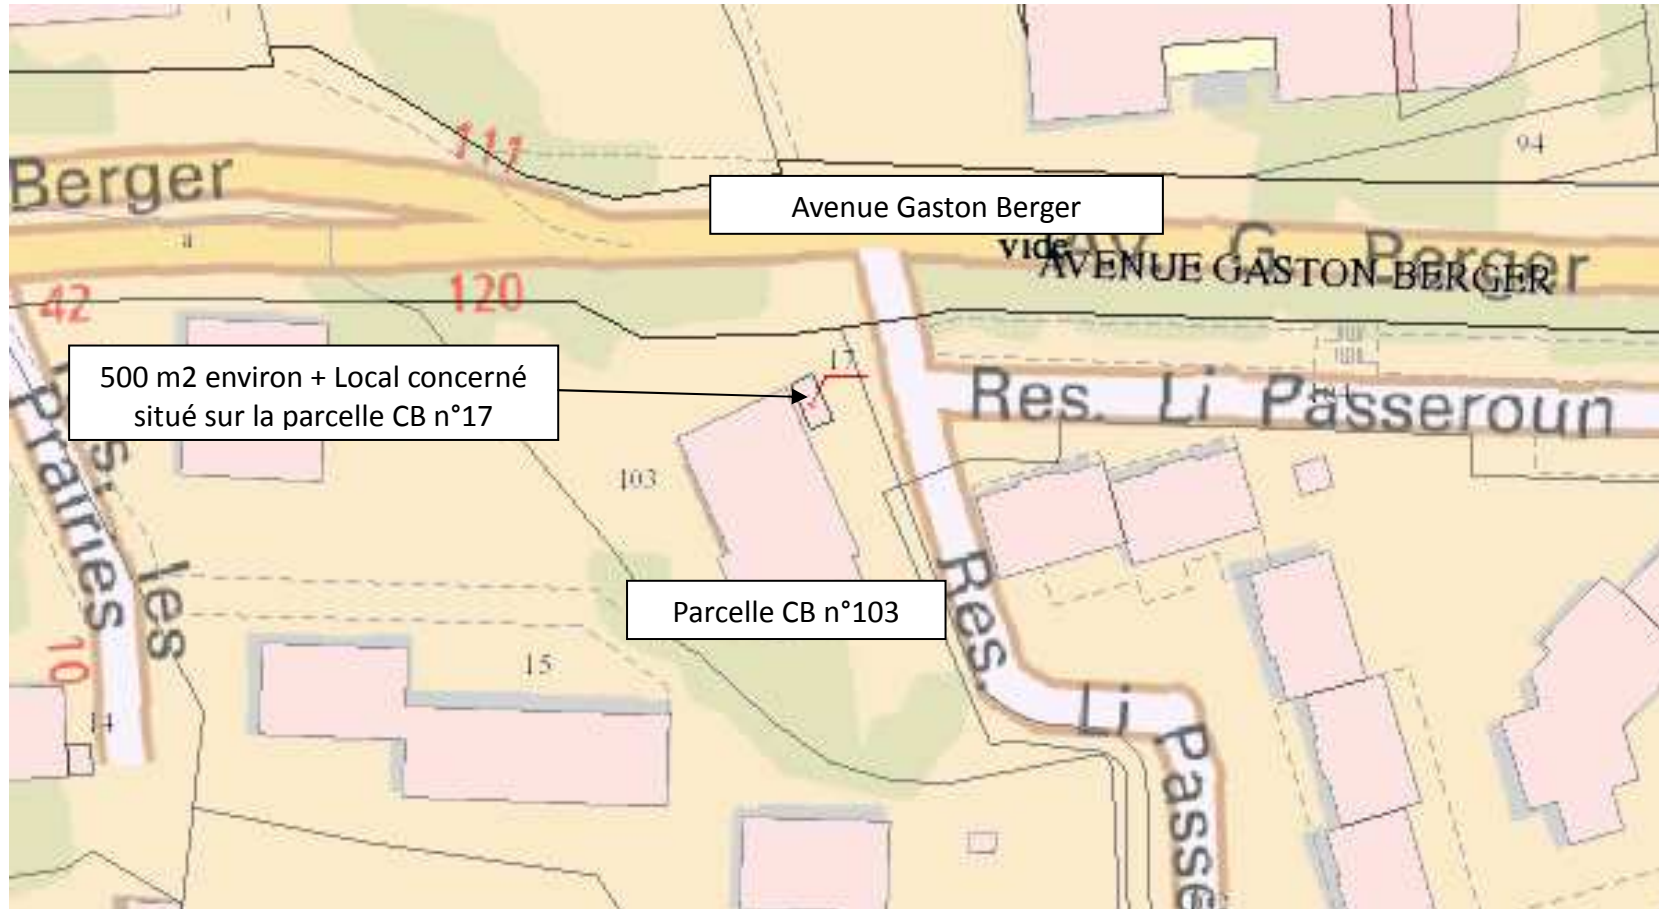 94
111
Berger
Avenue Gaston Berger
a
vide
AV. G. Berger
AVENUE GASTON BERGER
42
120
500 m2 environ + Local concerné
situé sur la parcelle CB n°17
17
Res. Li Passeroun
Prairies
les
103
Res. Li Passe
Parcelle CB n°103
10
15
14